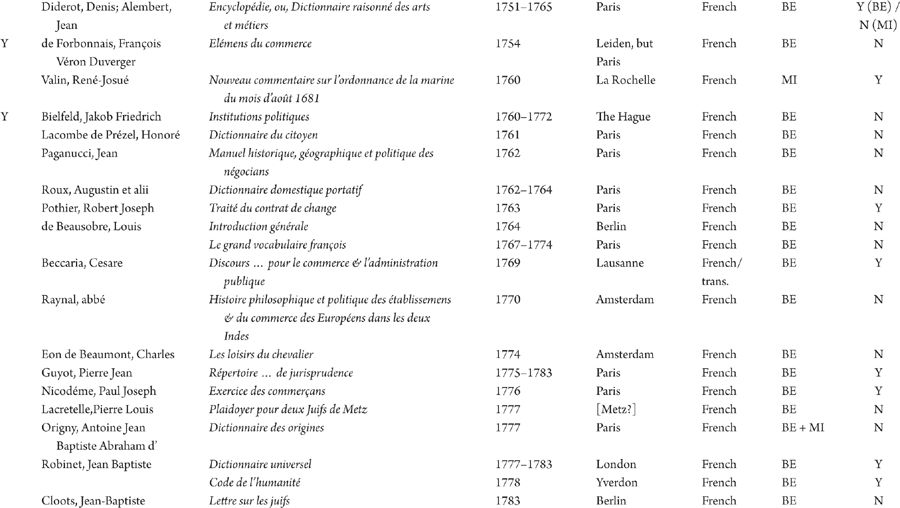 Diderot, Denis; Alembert, Encyclopédie, ou, Dictionnaire raisonné des arts 1751–1765 Paris French BE Y (BE) /
Jean et métiers N (MI)
Y de Forbonnais, François Elémens du commerce 1754 Leiden, but French BE N
Véron Duverger Paris
Valin, René-Josué Nouveau commentaire sur l'ordonnance de la marine 1760 La Rochelle French MI Y
du mois d'août 1681
Y Bielfeld, Jakob Friedrich Institutions politiques 1760–1772 The Hague French BE N
Lacombe de Prézel, Honoré Dictionnaire du citoyen 1761 Paris French BE N
Paganucci, Jean Manuel historique, géographique et politique des 1762 Paris French BE N
négocians
Roux, Augustin et alii Dictionnaire domestique portatif 1762–1764 Paris French BE N
Pothier, Robert Joseph Traité du contrat de change 1763 Paris French BE Y
de Beausobre, Louis Introduction générale 1764 Berlin French BE N
Le grand vocabulaire françois 1767–1774 Paris French BE N
Beccaria, Cesare Discours … pour le commerce & l'administration 1769 Lausanne French/ BE Y
publique trans.
Raynal, abbé Histoire philosophique et politique des établissemens 1770 Amsterdam French BE N
& du commerce des Européens dans les deux
Indes
Eon de Beaumont, Charles Les loisirs du chevalier 1774 Amsterdam French BE N
Guyot, Pierre Jean Répertoire … de jurisprudence 1775–1783 Paris French BE Y
Nicodéme, Paul Joseph Exercice des commerçans 1776 Paris French BE Y
Lacretelle,Pierre Louis Plaidoyer pour deux Juifs de Metz 1777 [Metz?] French BE N
Origny, Antoine Jean Dictionnaire des origines 1777 Paris French BE + MI N
Baptiste Abraham d'
Robinet, Jean Baptiste Dictionnaire universel 1777–1783 London French BE Y
Code de l'humanité 1778 Yverdon French BE Y
Cloots, Jean-Baptiste Lettre sur les juifs 1783 Berlin French BE N